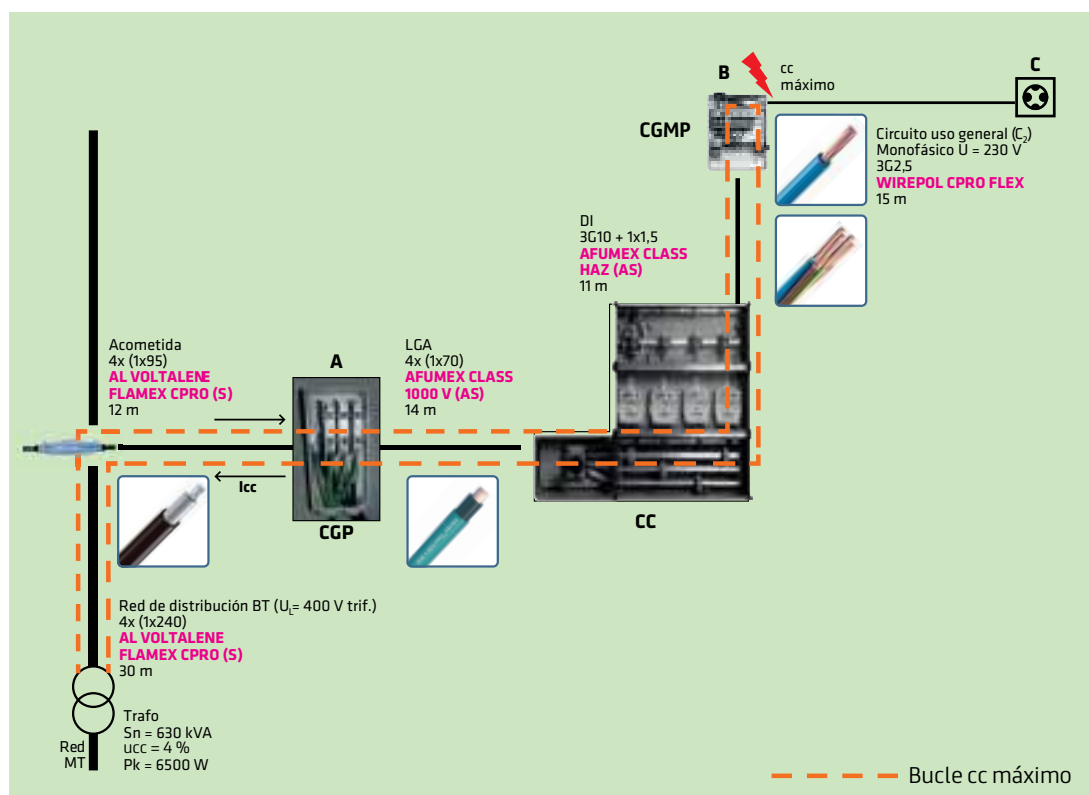 B
cc
máximo
C
CGMP
Circuito uso general (C₂)
Monofásico U = 230 V
3G2,5
WIREPOL CPRO FLEX
15 m
DI
3G10 + 1x1,5
AFUMEX CLASS
HAZ (AS)
11 m
Acometida
4x (1x95)
AL VOLTALENE
FLAMEX CPRO (S)
12 m
A
LGA
4x (1x70)
AFUMEX CLASS
1000 V (AS)
14 m
Icc
CGP
CC
Red de distribución BT (U_L= 400 V trif.)
4x (1x240)
AL VOLTALENE
FLAMEX CPRO (S)
30 m
Trafo
Sn = 630 kVA
ucc = 4 %
Pk = 6500 W
Red
MT
Bucle cc máximo